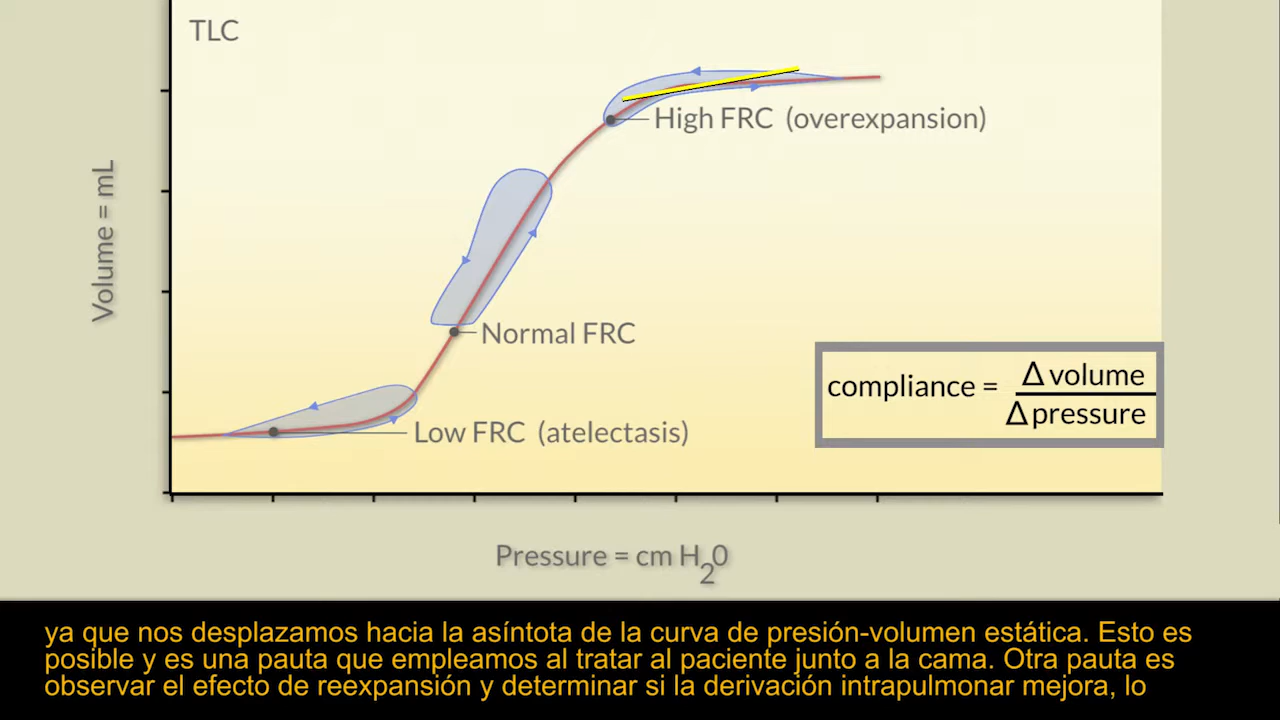 TLC
High FRC (overexpansion)
Volume = mL
Normal FRC
compliance = Δ volume
Δ pressure
Low FRC (atelectasis)
Pressure = cm H20
ya que nos desplazamos hacia la asíntota de la curva de presión-volumen estática. Esto es
posible y es una pauta que empleamos al tratar al paciente junto a la cama. Otra pauta es
observar el efecto de reexpansión y determinar si la derivación intrapulmonar mejora, lo